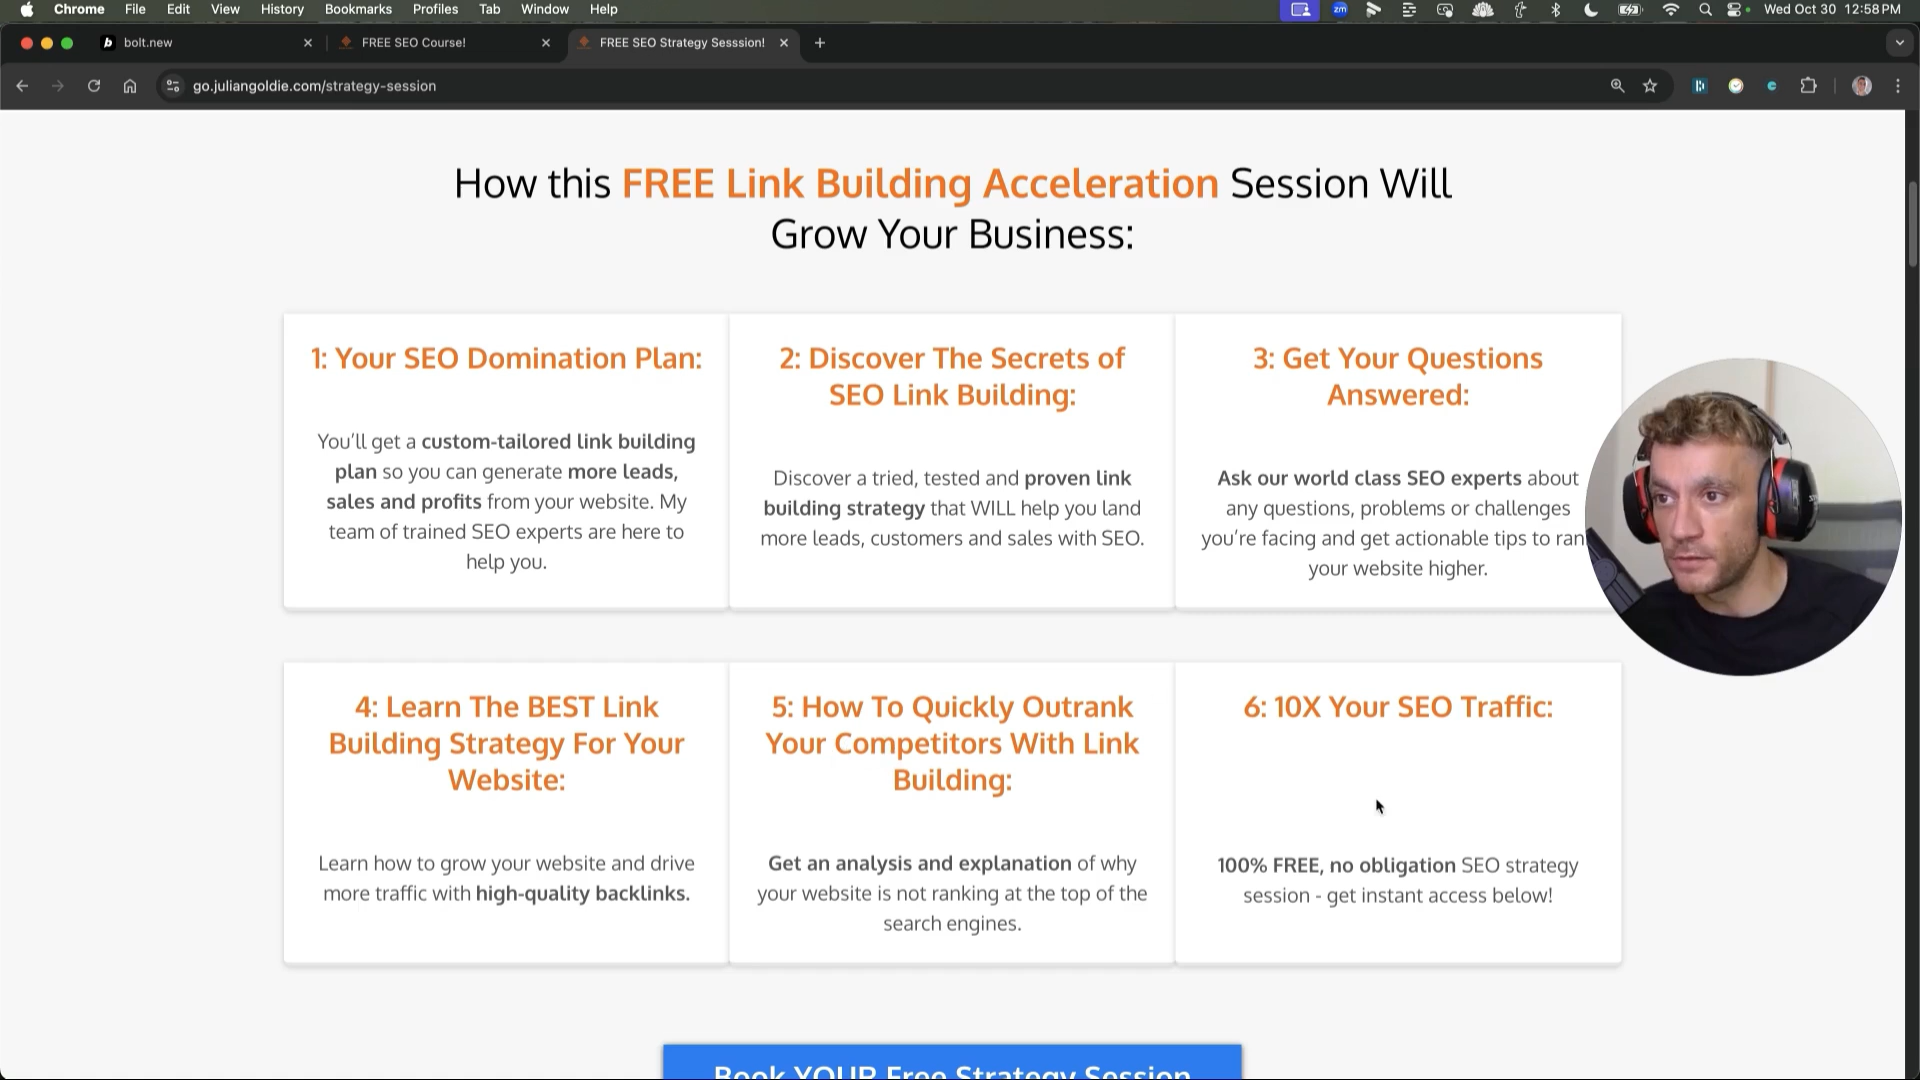 Chrome File Edit View History Bookmarks Profiles Tab Window Help zm Wed Oct 30 12:58 PM
b bolt.new FREE SEO Course! FREE SEO Strategy Sesssion!
go.juliangoldie.com/strategy-session
How this FREE Link Building Acceleration Session Will
Grow Your Business:
1: Your SEO Domination Plan:
You'll get a custom-tailored link building
plan so you can generate more leads,
sales and profits from your website. My
team of trained SEO experts are here to
help you.
2: Discover The Secrets of
SEO Link Building:
Discover a tried, tested and proven link
building strategy that WILL help you land
more leads, customers and sales with SEO.
3: Get Your Questions
Answered:
Ask our world class SEO experts about
any questions, problems or challenges
you're facing and get actionable tips to ran
your website higher.
4: Learn The BEST Link
Building Strategy For Your
Website:
Learn how to grow your website and drive
more traffic with high-quality backlinks.
5: How To Quickly Outrank
Your Competitors With Link
Building:
Get an analysis and explanation of why
your website is not ranking at the top of the
search engines.
6: 10X Your SEO Traffic:
100% FREE, no obligation SEO strategy
session - get instant access below!
Book YOUR Free Strategy Session